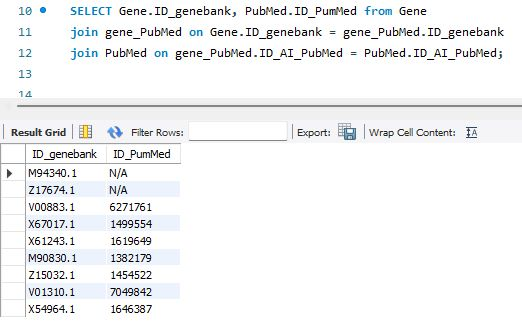 10 SELECT Gene.ID_genebank, PubMed.ID_PumMed from Gene
11 join gene_PubMed on Gene.ID_genebank = gene_PubMed.ID_genebank
12 join PubMed on gene_PubMed.ID_AI_PubMed = PubMed.ID_AI_PubMed;
13
14
Result Grid Filter Rows: Export: Wrap Cell Content: IA
ID_genebank ID_PumMed
M94340.1 N/A
Z17674.1 N/A
V00883.1 6271761
X67017.1 1499554
X61243.1 1619649
M90830.1 1382179
Z15032.1 1454522
V01310.1 7049842
X54964.1 1646387